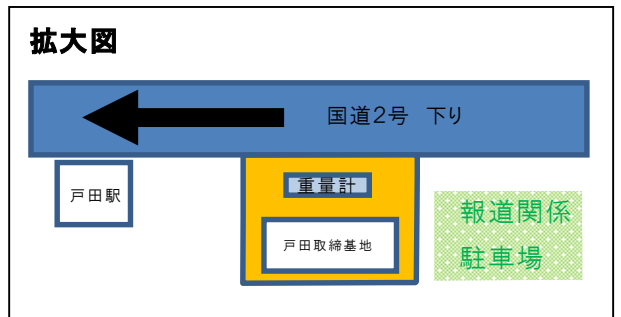 拡大図
国道2号 下り
戸田駅
重量計
戸田取締基地
報道関係
駐車場